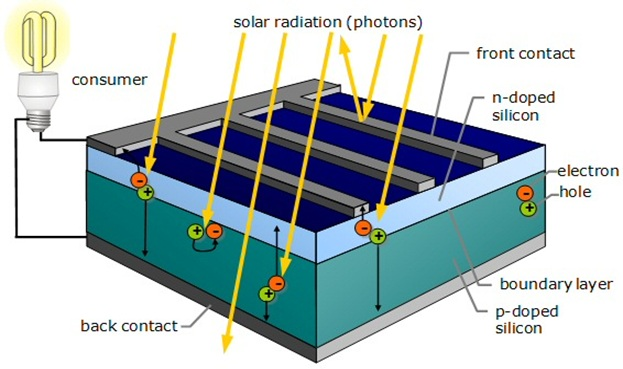 solar radiation (photons)
consumer
front contact
n-doped
silicon
electron
hole
boundary layer
p-doped
silicon
back contact